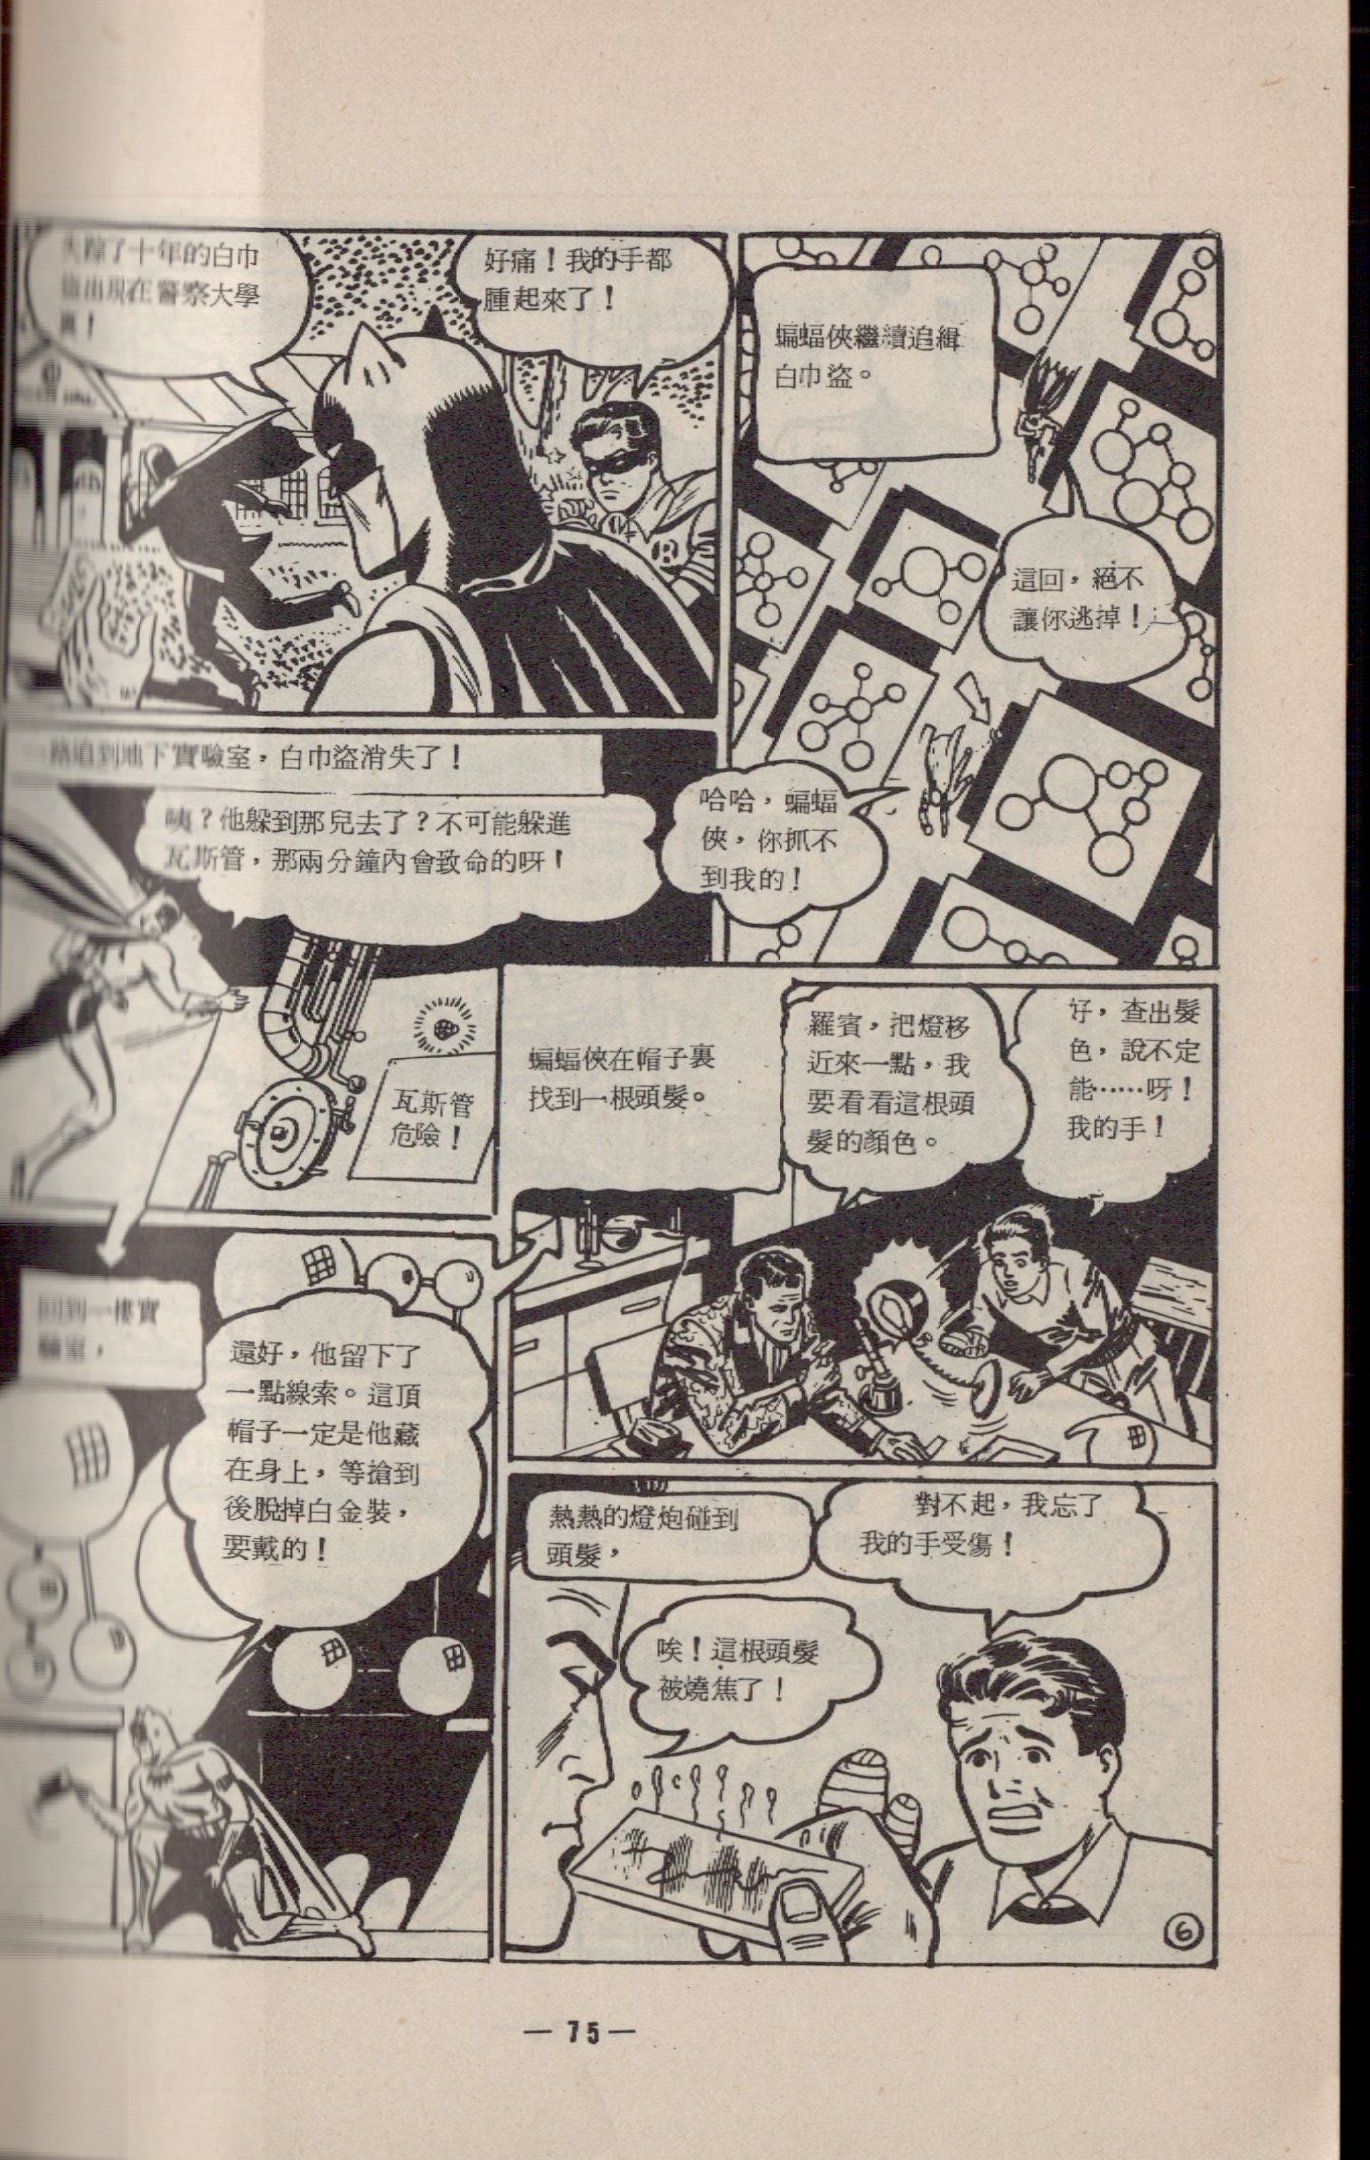 失蹤了十年的白巾
盜出現在警察大學
裏！
好痛！我的手都
腫起來了！
R
蝙蝠俠繼續追緝
白巾盜。
這回，絕不
讓你逃掉！
哈哈，蝙蝠
俠，你抓不
到我的！
一路追到地下實驗室，白巾盜消失了！
咦？他躲到那兒去了？不可能躲進
瓦斯管，那兩分鐘內會致命的呀！
瓦斯管
危險！
回到一樓實
驗室，
還好，他留下了
一點線索。這頂
帽子一定是他藏
在身上，等搶到
後脫掉白金裝，
要戴的！
蝙蝠俠在帽子裏
找到一根頭髮。
羅賓，把燈移
近來一點，我
要看看這根頭
髮的顏色。
好，查出髮
色，說不定
能……呀！
我的手！
熱熱的燈炮碰到
頭髮，
對不起，我忘了
我的手受傷！
唉！這根頭髮
被燒焦了！
6
— 75 —